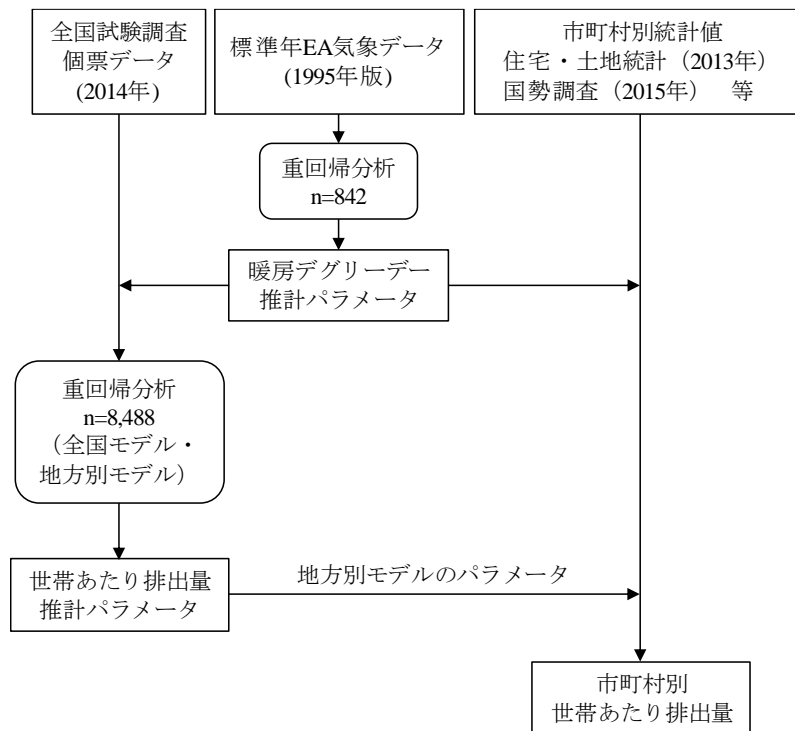 全国試験調査
個票データ
(2014年)
標準年EA気象データ
(1995年版)
市町村別統計値
住宅・土地統計（2013年）
国勢調査（2015年）　等
重回帰分析
n=842
暖房デグリーデー
推計パラメータ
重回帰分析
n=8,488
（全国モデル・
地方別モデル）
世帯あたり排出量
推計パラメータ
地方別モデルのパラメータ
市町村別
世帯あたり排出量